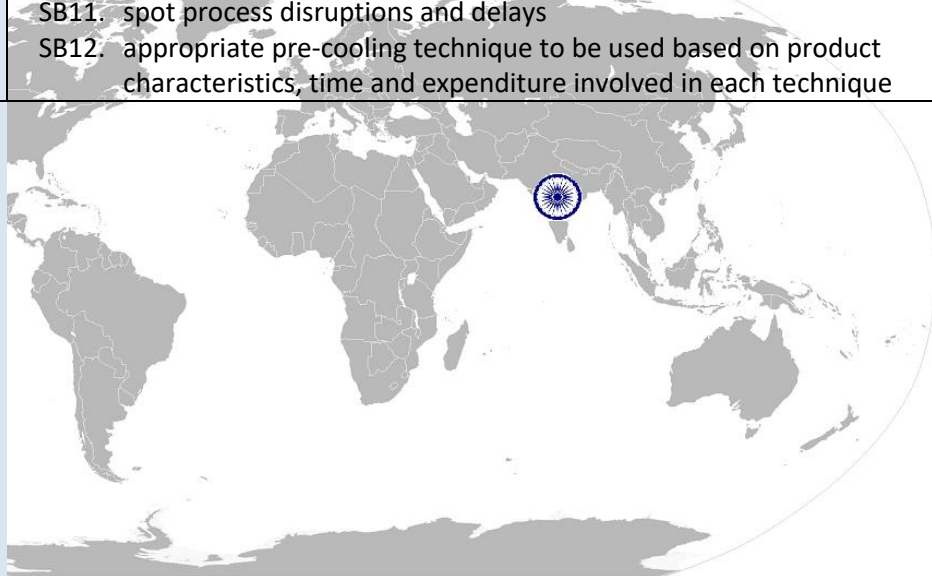 SB11. spot process disruptions and delays
SB12. appropriate pre-cooling technique to be used based on product
characteristics, time and expenditure involved in each technique